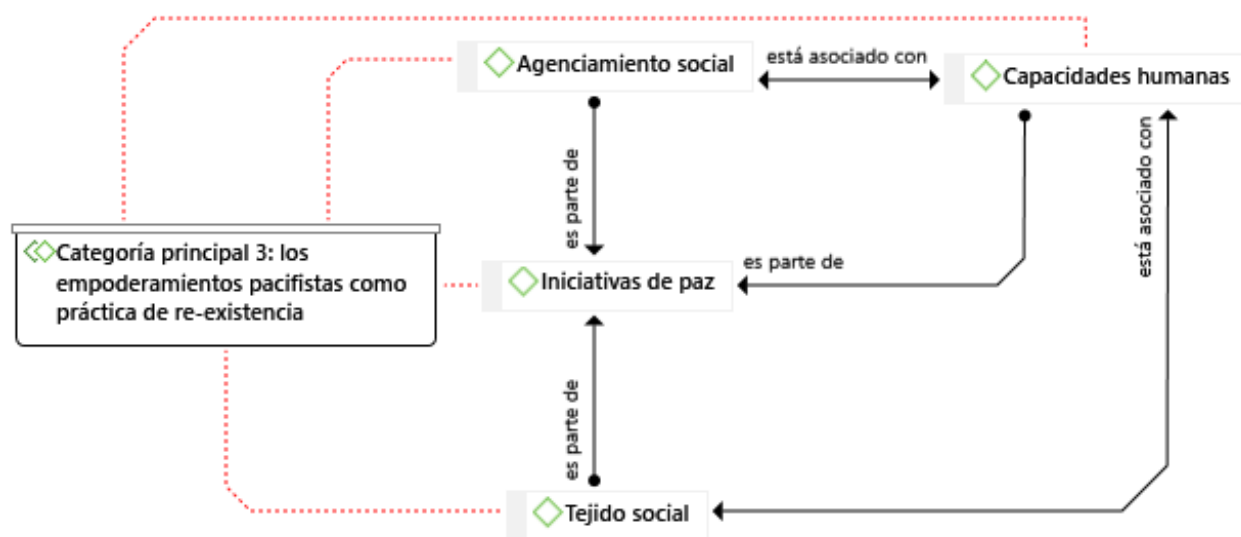 Agenciamiento social
está asociado con
Capacidades humanas
es parte de
está asociado con
Categoría principal 3: los
empoderamientos pacifistas como
práctica de re-existencia
Iniciativas de paz
es parte de
es parte de
Tejido social